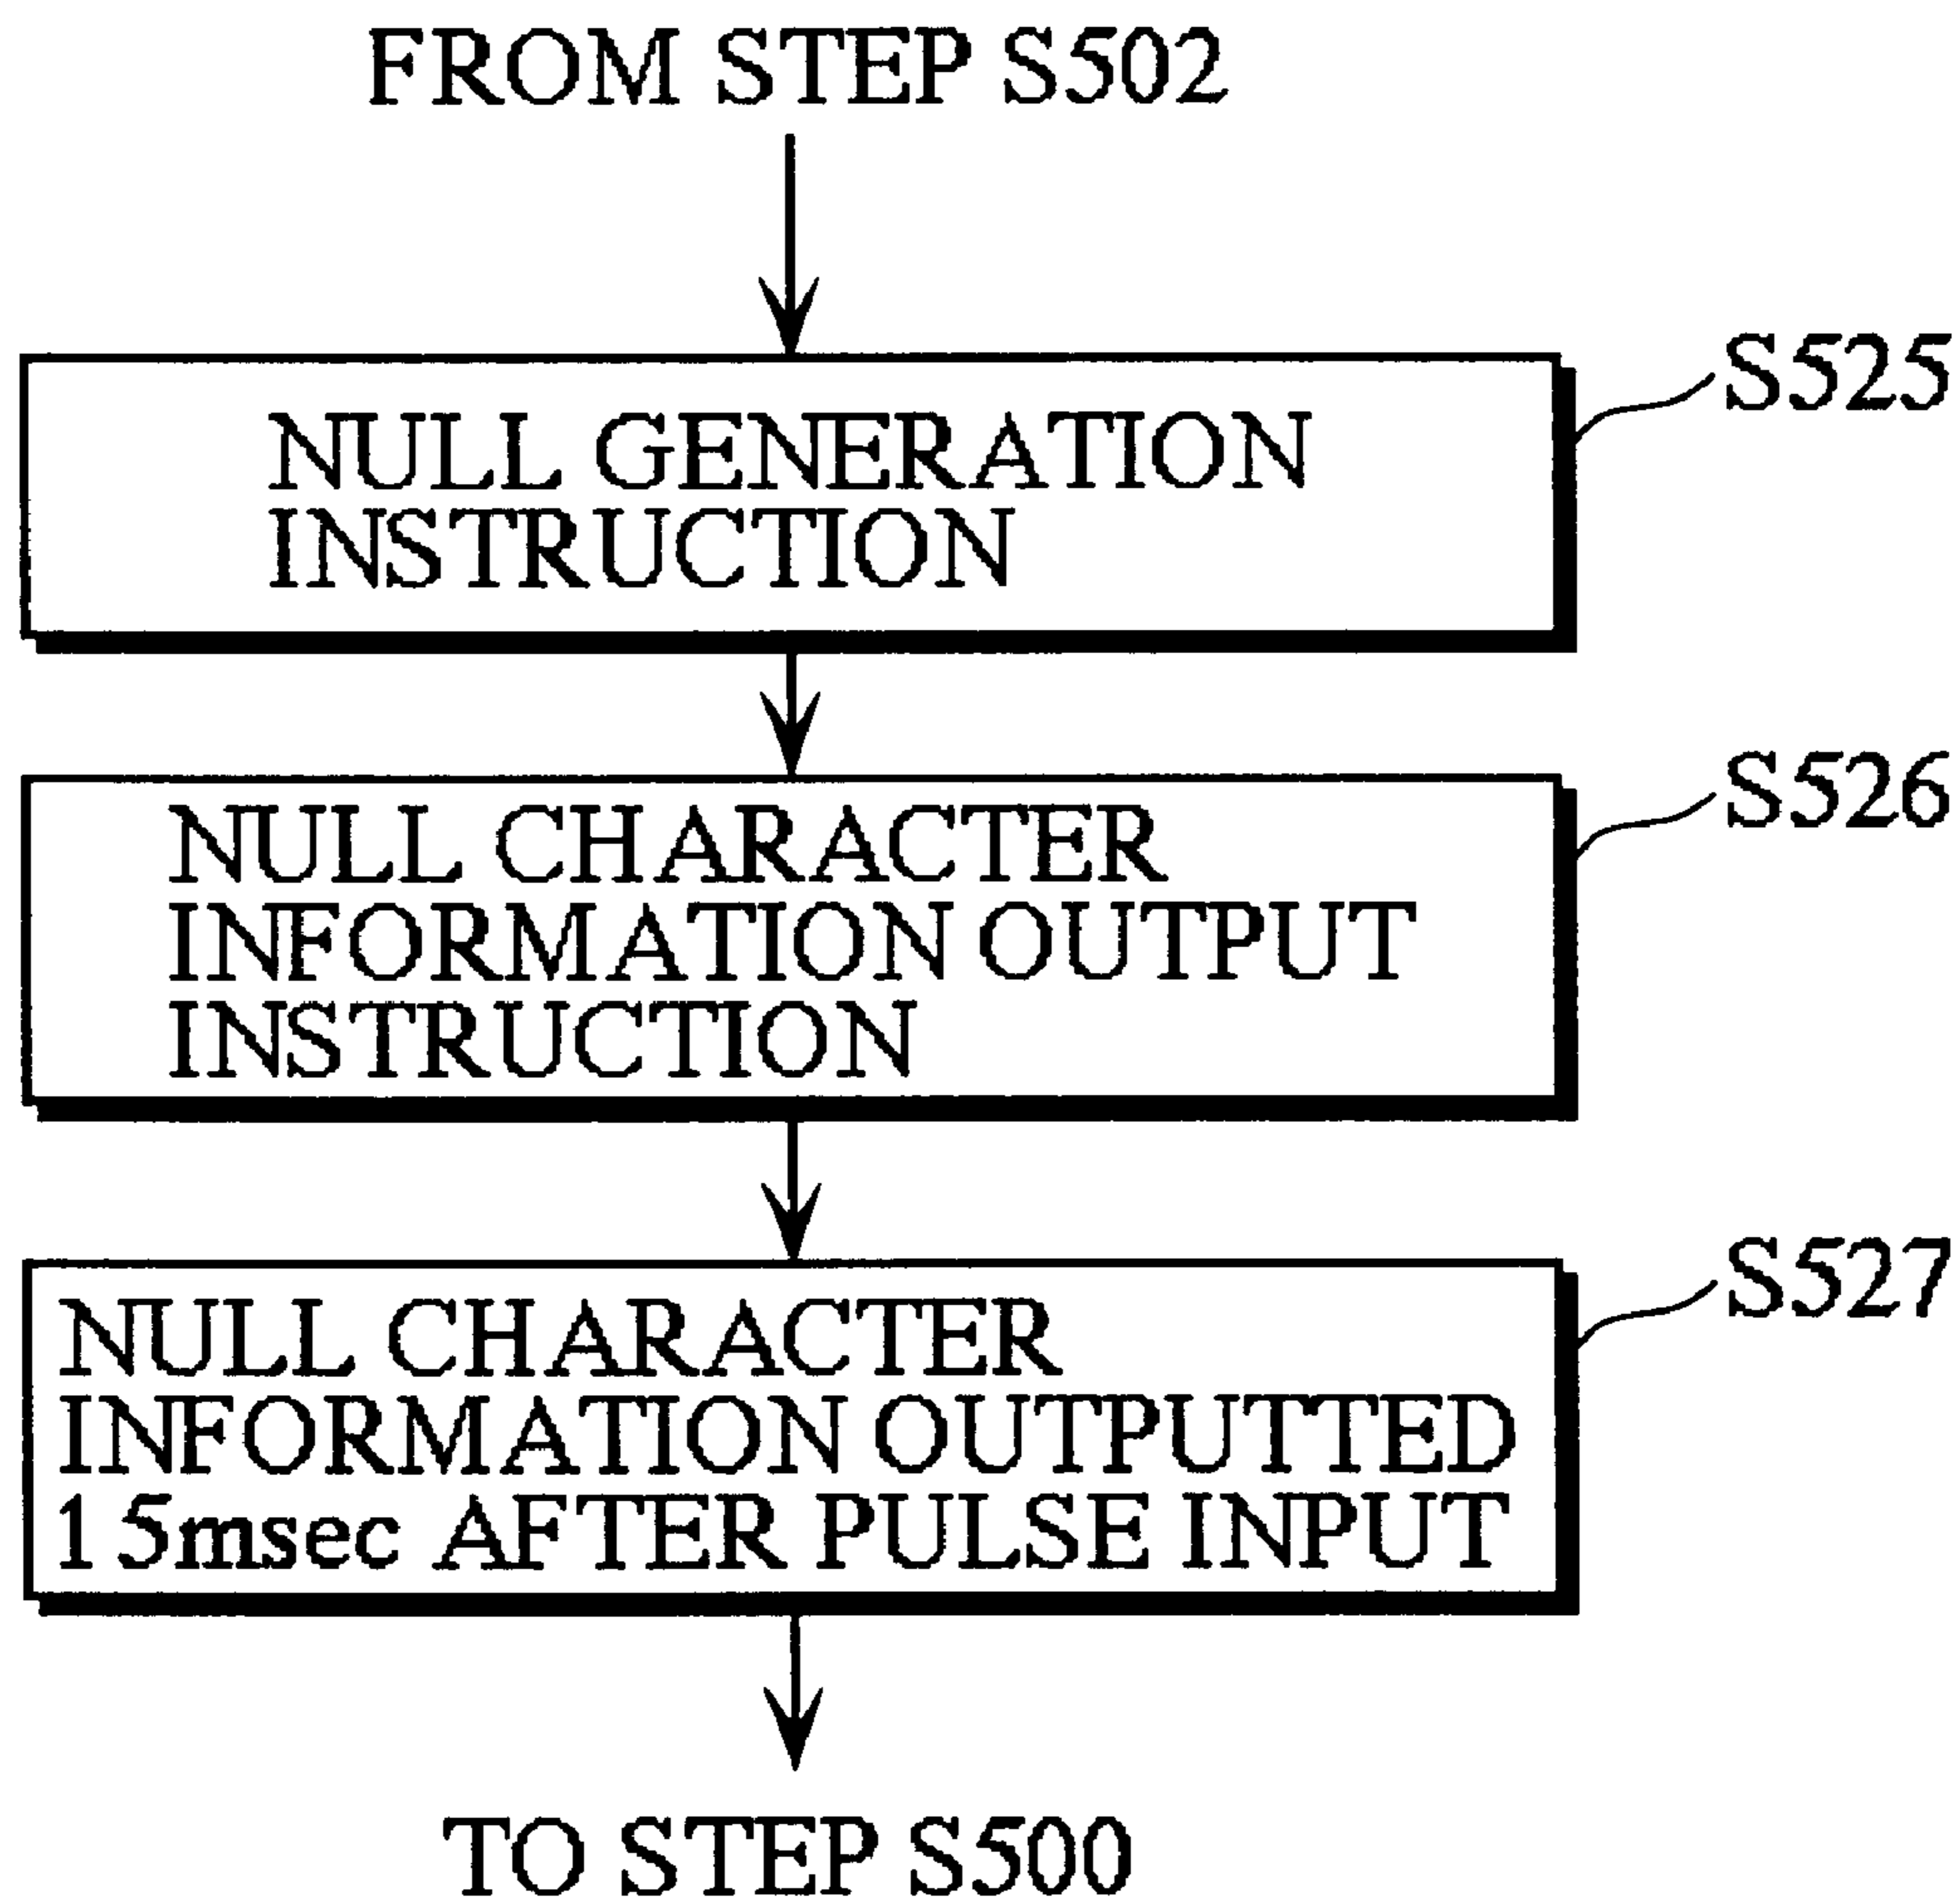 FROM STEP S502
S525
NULL GENERATION
INSTRUCTION
S526
NULL CHARACTER
INFORMATION OUTPUT
INSTRUCTION
S527
NULL CHARACTER
INFORMATION OUTPUTTED
15msec AFTER PULSE INPUT
TO STEP S500